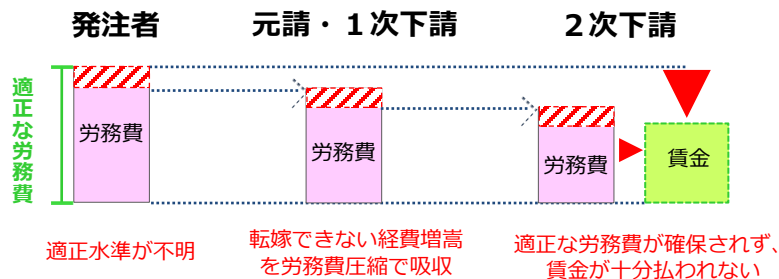 発注者
元請・１次下請
２次下請
適正な労務費
労務費
労務費
労務費
賃金
適正水準が不明
転嫁できない経費増嵩
を労務費圧縮で吸収
適正な労務費が確保されず、
賃金が十分払われない